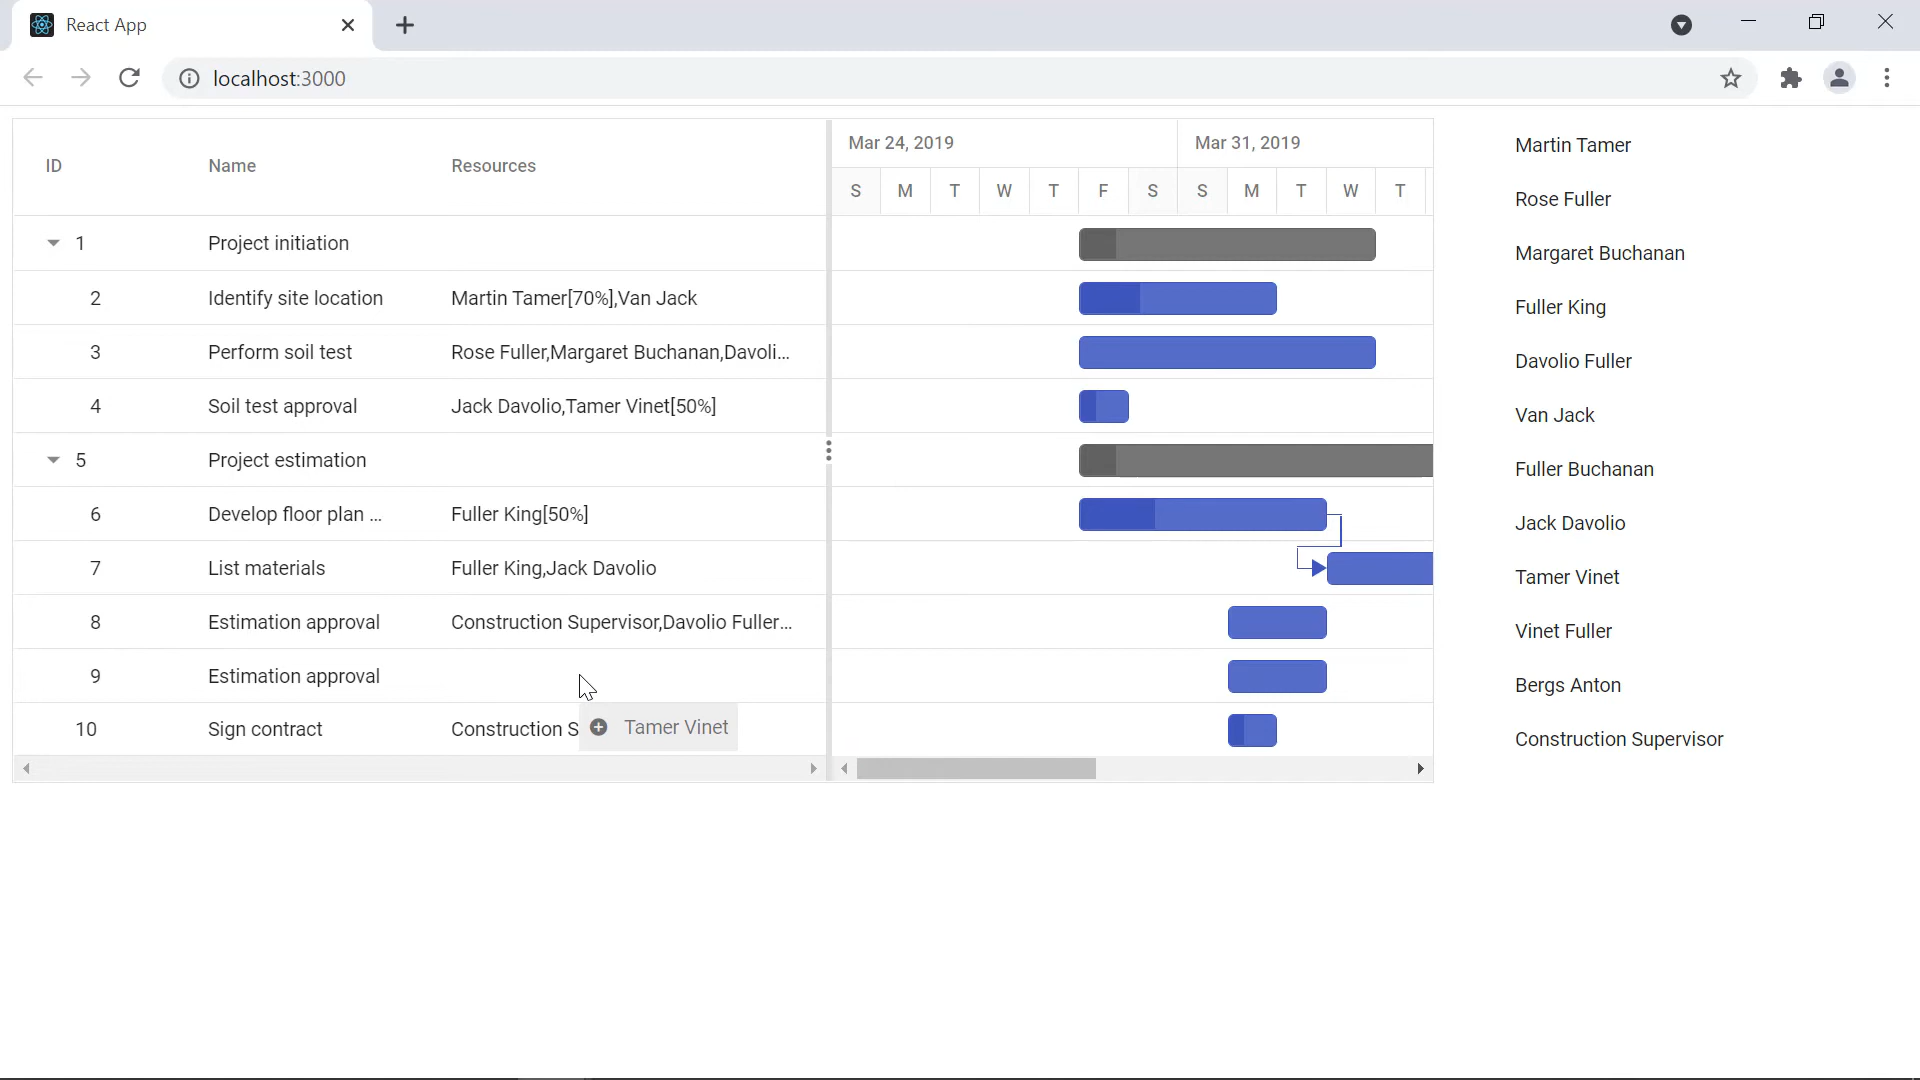 React App
localhost:3000
ID Name Resources
Mar 24, 2019 Mar 31, 2019
S M T W T F S S M T W T
1 Project initiation
2 Identify site location Martin Tamer[70%],Van Jack
3 Perform soil test Rose Fuller,Margaret Buchanan,Davoli...
4 Soil test approval Jack Davolio,Tamer Vinet[50%]
5 Project estimation
6 Develop floor plan ... Fuller King[50%]
7 List materials Fuller King,Jack Davolio
8 Estimation approval Construction Supervisor,Davolio Fuller...
9 Estimation approval
10 Sign contract Construction S
Tamer Vinet
Martin Tamer
Rose Fuller
Margaret Buchanan
Fuller King
Davolio Fuller
Van Jack
Fuller Buchanan
Jack Davolio
Tamer Vinet
Vinet Fuller
Bergs Anton
Construction Supervisor